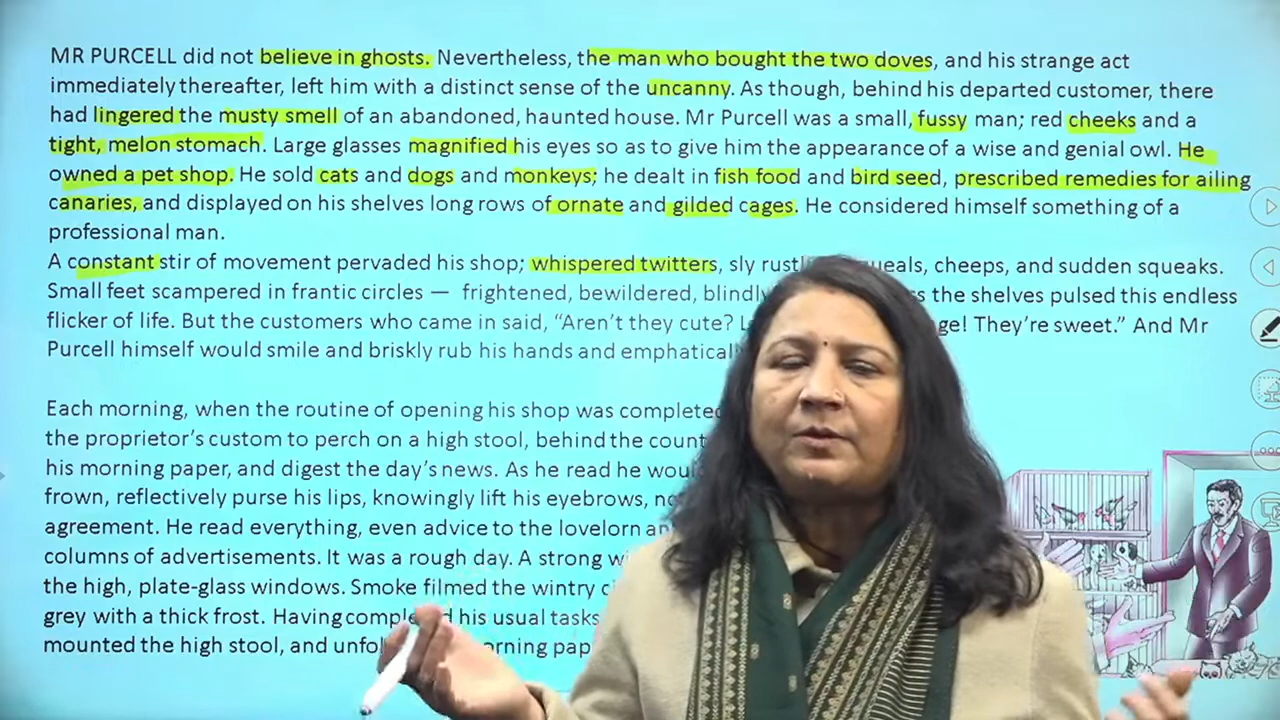 MR PURCELL did not believe in ghosts. Nevertheless, the man who bought the two doves, and his strange act
immediately thereafter, left him with a distinct sense of the uncanny. As though, behind his departed customer, there
had lingered the musty smell of an abandoned, haunted house. Mr Purcell was a small, fussy man; red cheeks and a
tight, melon stomach. Large glasses magnified his eyes so as to give him the appearance of a wise and genial owl. He
owned a pet shop. He sold cats and dogs and monkeys; he dealt in fish food and bird seed, prescribed remedies for ailing
canaries, and displayed on his shelves long rows of ornate and gilded cages. He considered himself something of a
professional man.
A constant stir of movement pervaded his shop; whispered twitters, sly cheeps, and sudden squeaks.
Small feet scampered in frantic circles — frightened, bewildered, the shelves pulsed this endless
flicker of life. But the customers who came in said, “Aren’t they cute? They’re sweet.” And Mr
Purcell himself would smile and briskly rub his hands and
Each morning, when the routine of opening his shop was
the proprietor’s custom to perch on a high stool, behind the
his morning paper, and digest the day’s news. As he read he
frown, reflectively purse his lips, knowingly lift his eyebrows,
agreement. He read everything, even advice to the lovelorn
columns of advertisements. It was a rough day. A strong
the high, plate-glass windows. Smoke filmed the wintry
grey with a thick frost. Having his usual tasks
mounted the high stool, and